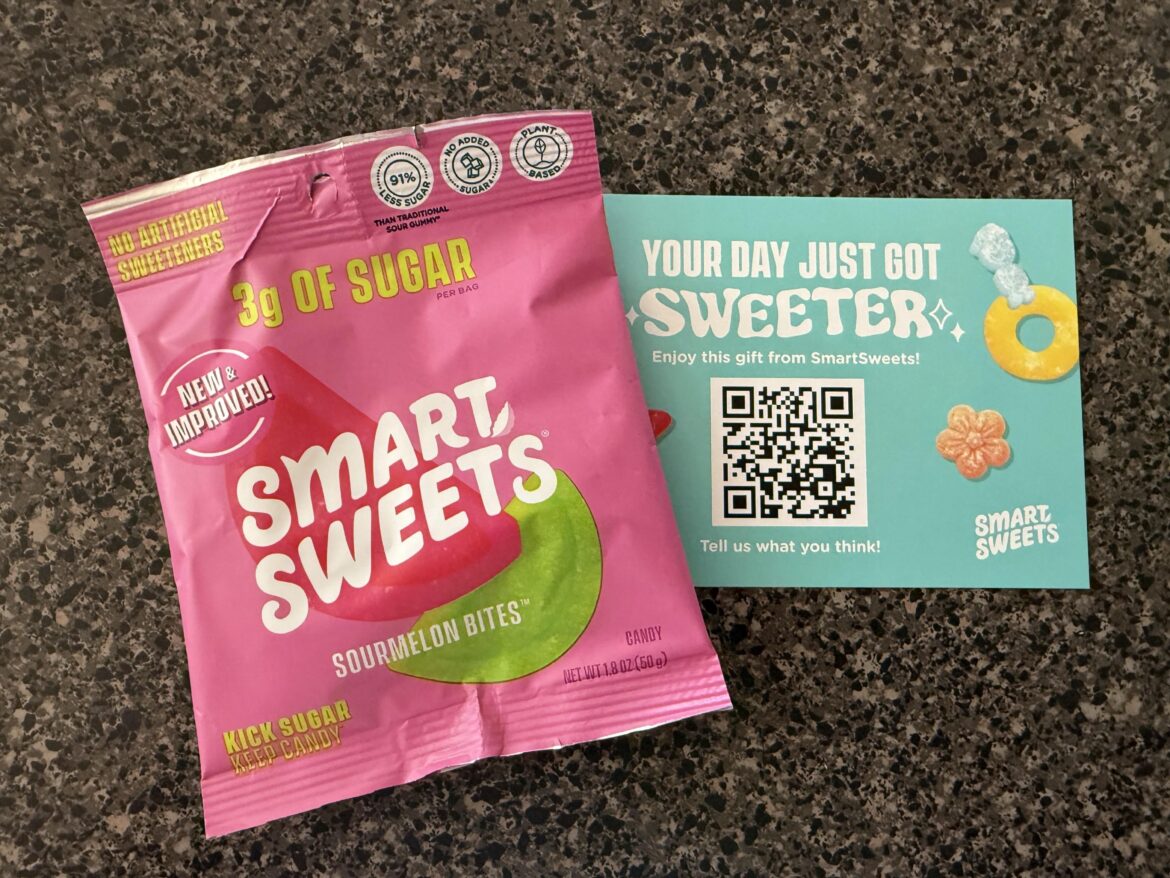 NO ARTIFICIAL
SWEETENERS
91%
LESS SUGAR
THAN TRADITIONAL
SOUR GUMMY*
NO ADDED
SUGAR
PLANT
BASED
3g OF SUGAR
PER BAG
NEW &
IMPROVED!
SMART
SWEETS®
SOURMELON BITES™
CANDY
NET WT 1.8 OZ (50 g)
KICK SUGAR
KEEP CANDY
YOUR DAY JUST GOT
SWEETER
Enjoy this gift from SmartSweets!
Tell us what you think!
SMART
SWEETS